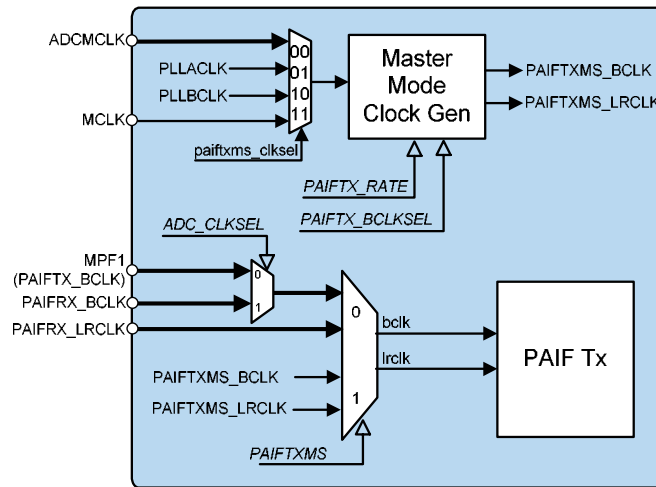 ADCMCLK
PLLACLK
PLLBCLK
MCLK
00
01
10
11
paiftxms_clksel
Master
Mode
Clock Gen
PAIFTXMS_BCLK
PAIFTXMS_LRCLK
PAIFTX_RATE
PAIFTX_BCLKSEL
ADC_CLKSEL
MPF1
(PAIFTX_BCLK)
PAIFRX_BCLK
PAIFRX_LRCLK
0
1
PAIFTXMS_BCLK
PAIFTXMS_LRCLK
0
1
bclk
lrclk
PAIFTXMS
PAIF Tx